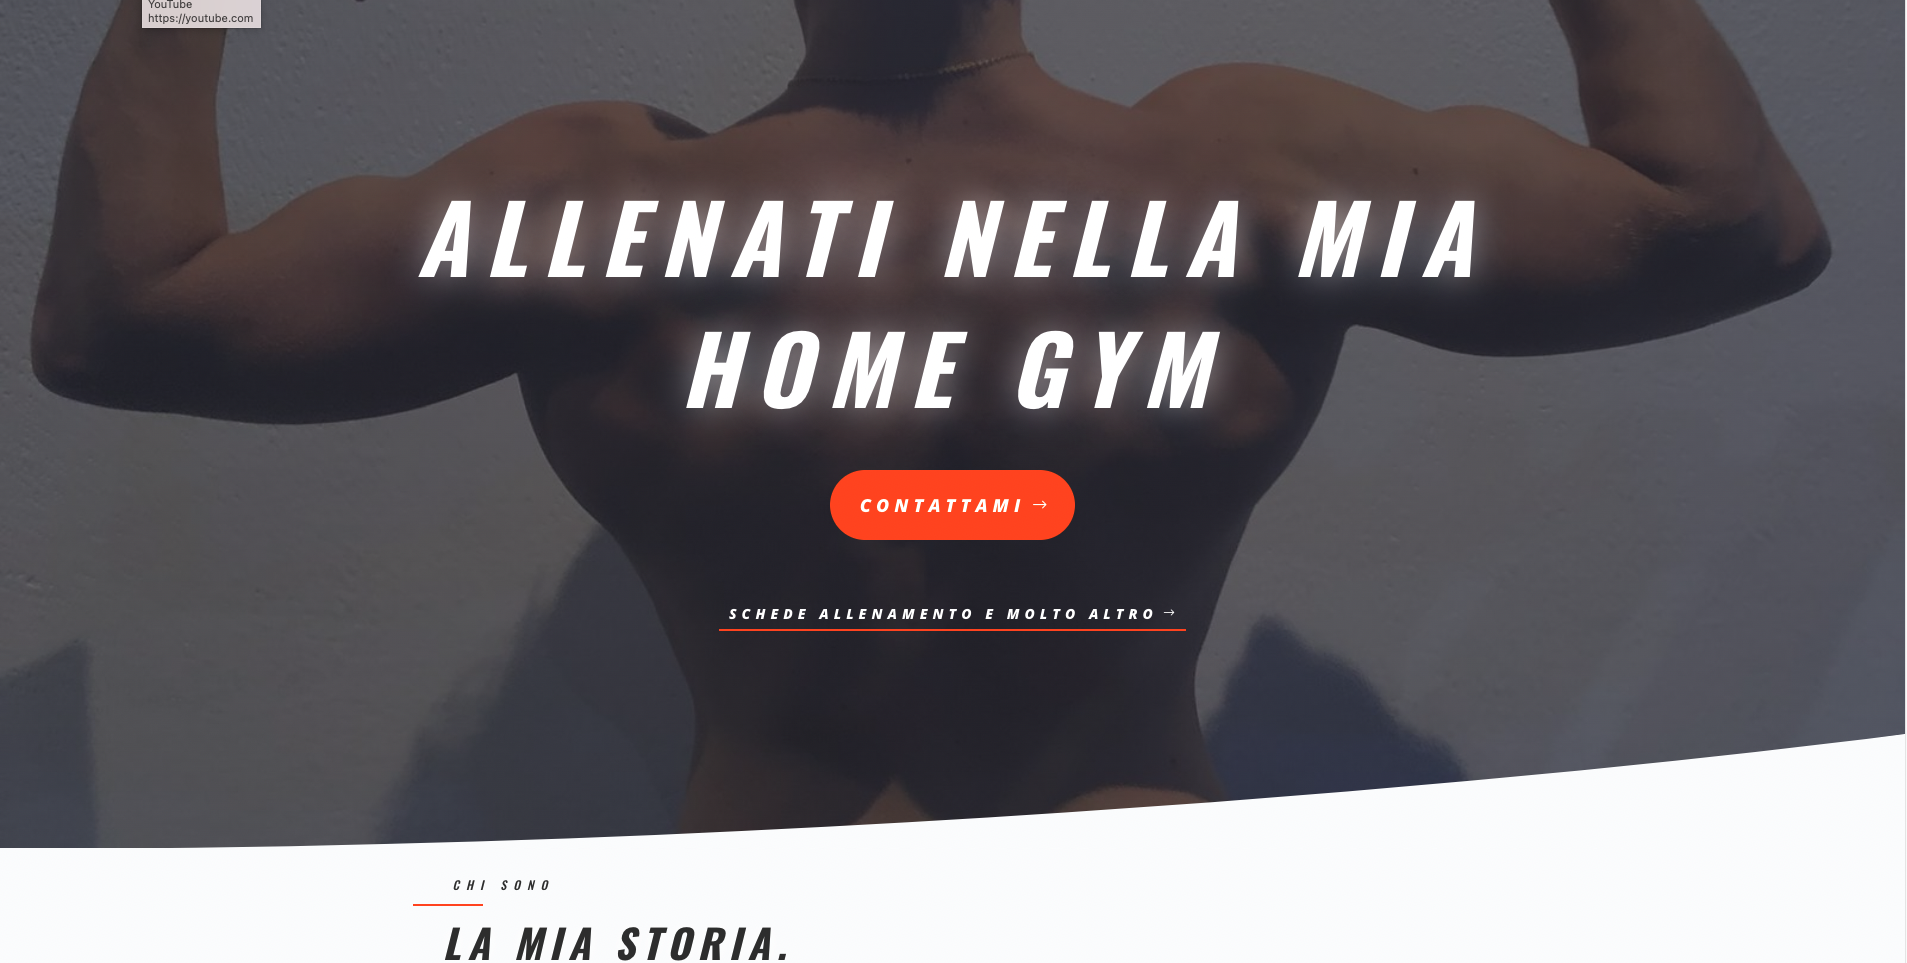 YouTube
https://youtube.com
ALLENATI NELLA MIA
HOME GYM
CONTATTAMI →
SCHEDE ALLENAMENTO E MOLTO ALTRO →
CHI SONO
LA MIA STORIA.